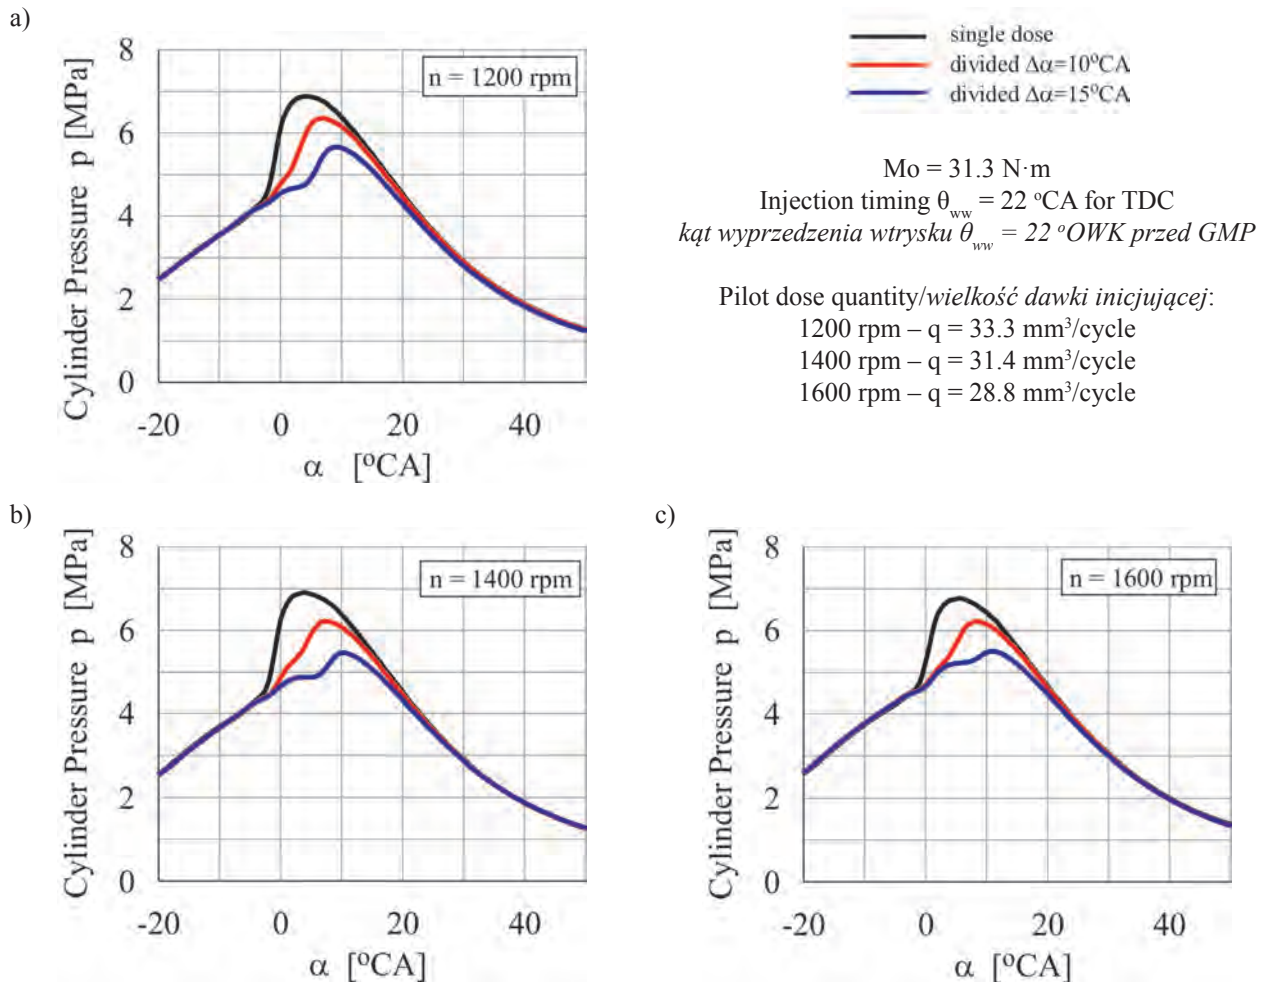 a)
Cylinder Pressure p [MPa]
8
6
4
2
0
-20 0 20 40
α [°CA]
n = 1200 rpm
single dose
divided Δα=10°CA
divided Δα=15°CA
Mo = 31.3 N·m
Injection timing θww = 22 °CA for TDC
kąt wyprzedzenia wtrysku θww = 22 °OWK przed GMP
Pilot dose quantity/wielkość dawki inicjującej:
1200 rpm – q = 33.3 mm³/cycle
1400 rpm – q = 31.4 mm³/cycle
1600 rpm – q = 28.8 mm³/cycle
b)
Cylinder Pressure p [MPa]
8
6
4
2
0
-20 0 20 40
α [°CA]
n = 1400 rpm
c)
Cylinder Pressure p [MPa]
8
6
4
2
0
-20 0 20 40
α [°CA]
n = 1600 rpm